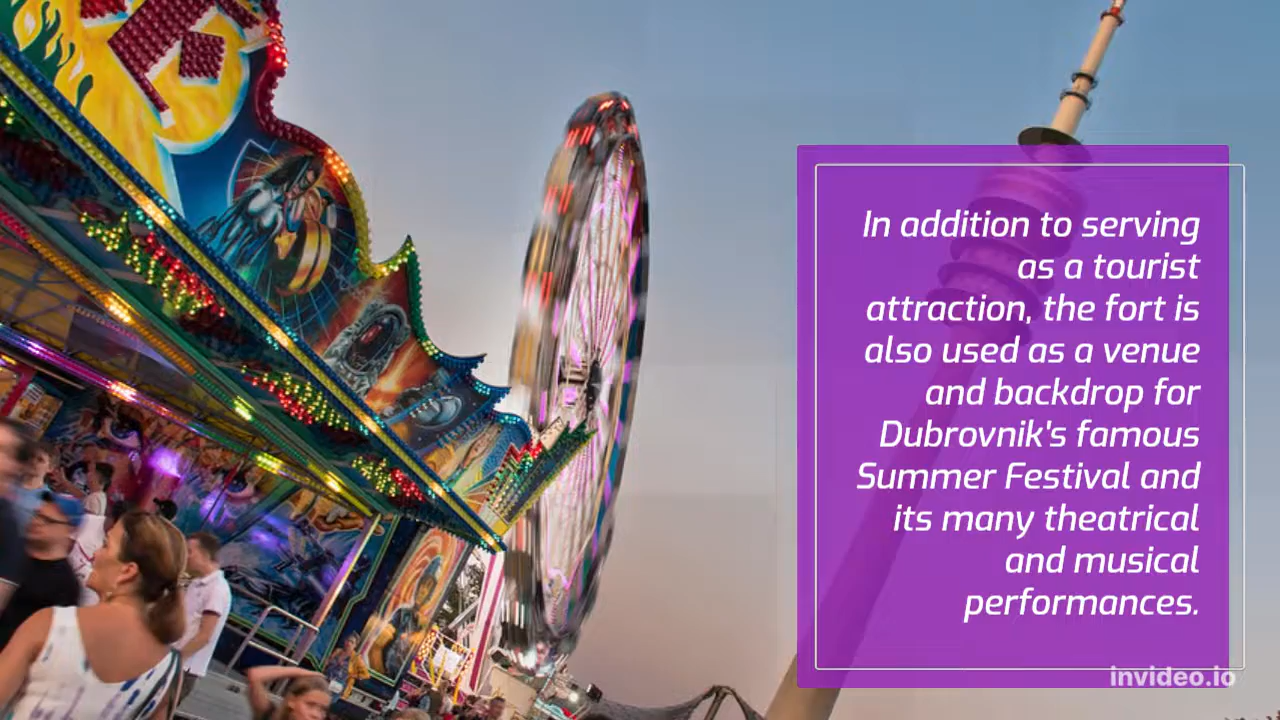 In addition to serving
as a tourist
attraction, the fort is
also used as a venue
and backdrop for
Dubrovnik's famous
Summer Festival and
its many theatrical
and musical
performances.
invideo.io